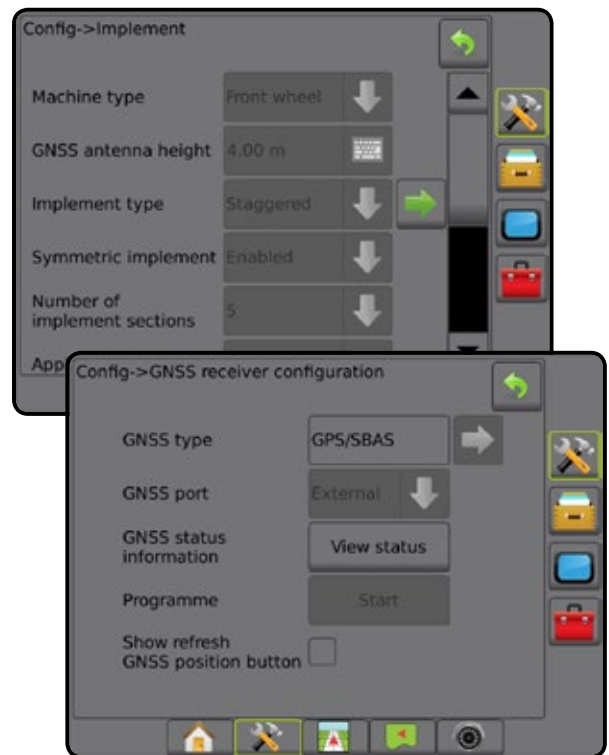 Config->Implement
Machine type Front wheel
GNSS antenna height 4,00 m
Implement type Staggered
Symmetric implement Enabled
Number of
implement sections 5
App
Config->GNSS receiver configuration
GNSS type GPS/SBAS
GNSS port External
GNSS status
information View status
Programme Start
Show refresh
GNSS position button